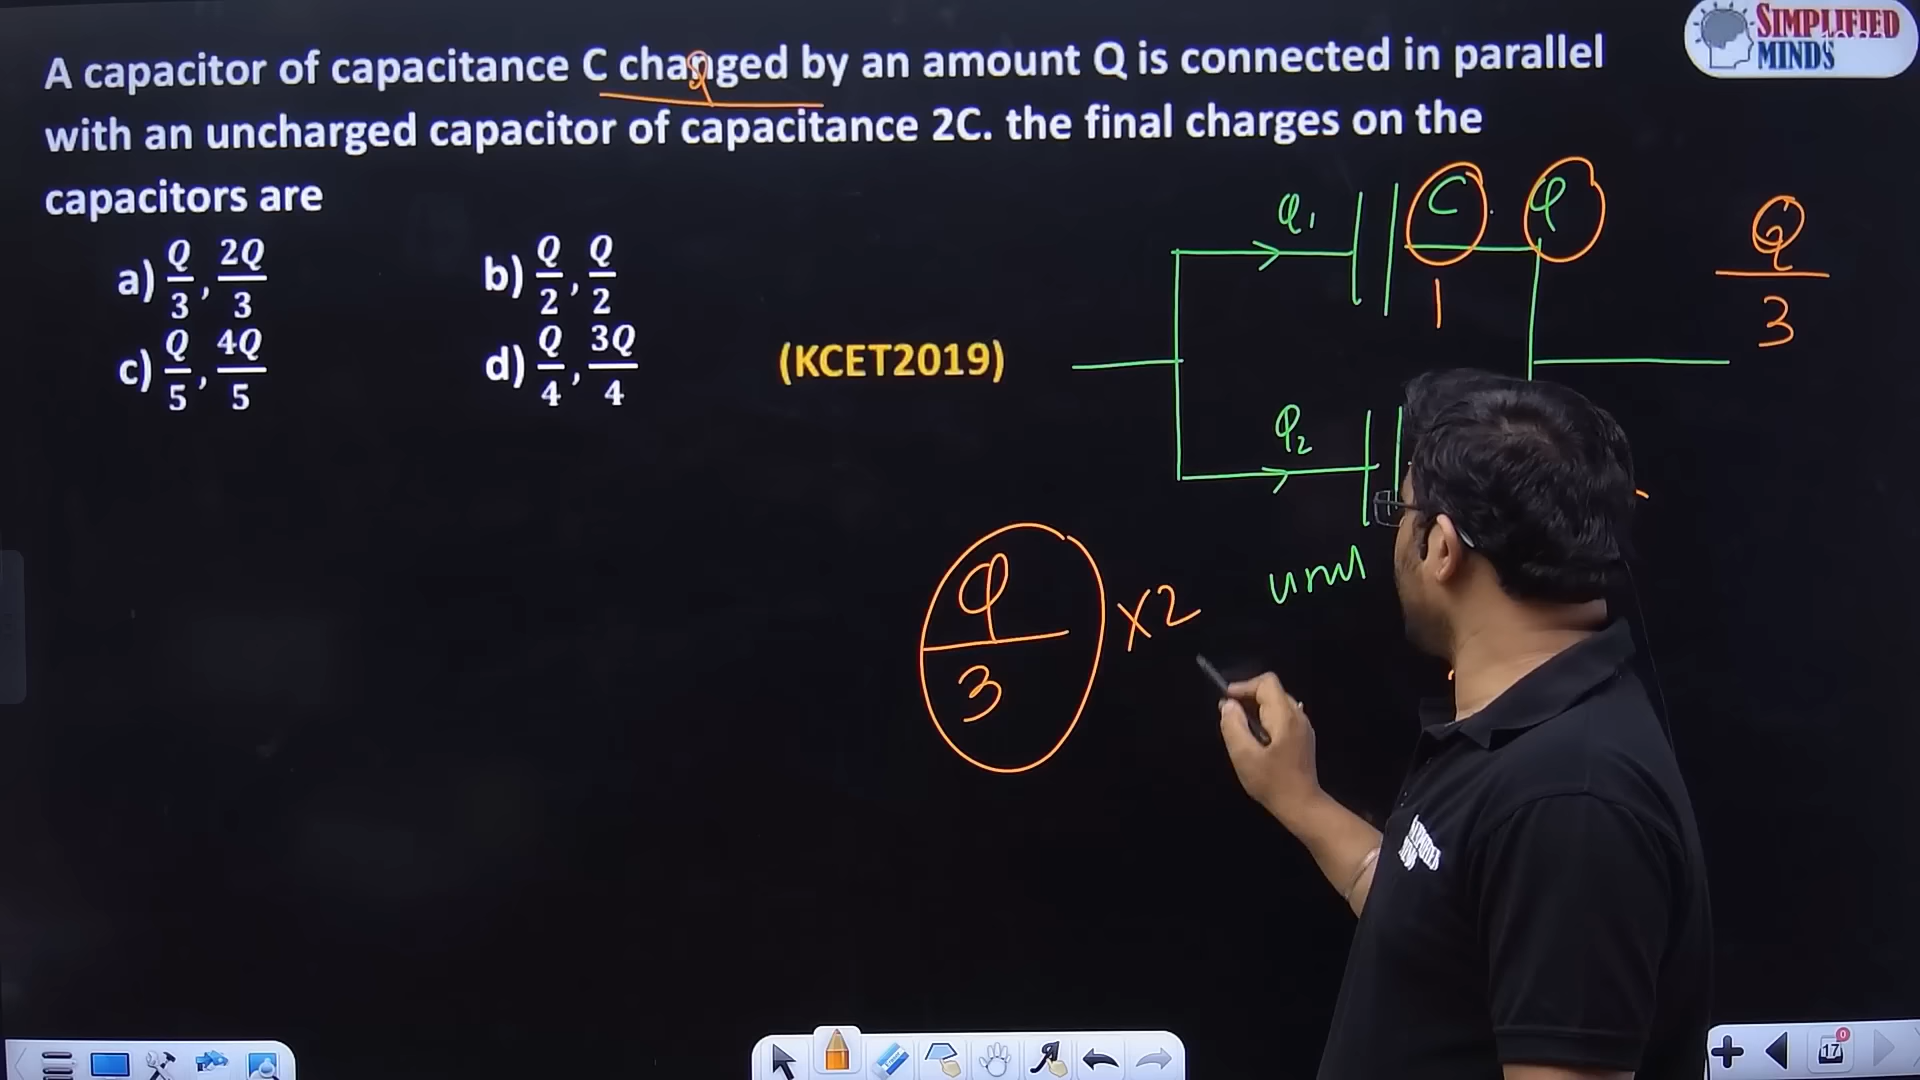 A capacitor of capacitance C changed by an amount Q is connected in parallel
with an uncharged capacitor of capacitance 2C. the final charges on the
capacitors are
a) Q/3, 2Q/3
b) Q/2, Q/2
c) Q/5, 4Q/5
d) Q/4, 3Q/4
(KCET2019)
SIMPLIFIED
MINDS
Q1
C
Q
1
Q/3
Q2
Q/3 ×2
17
0